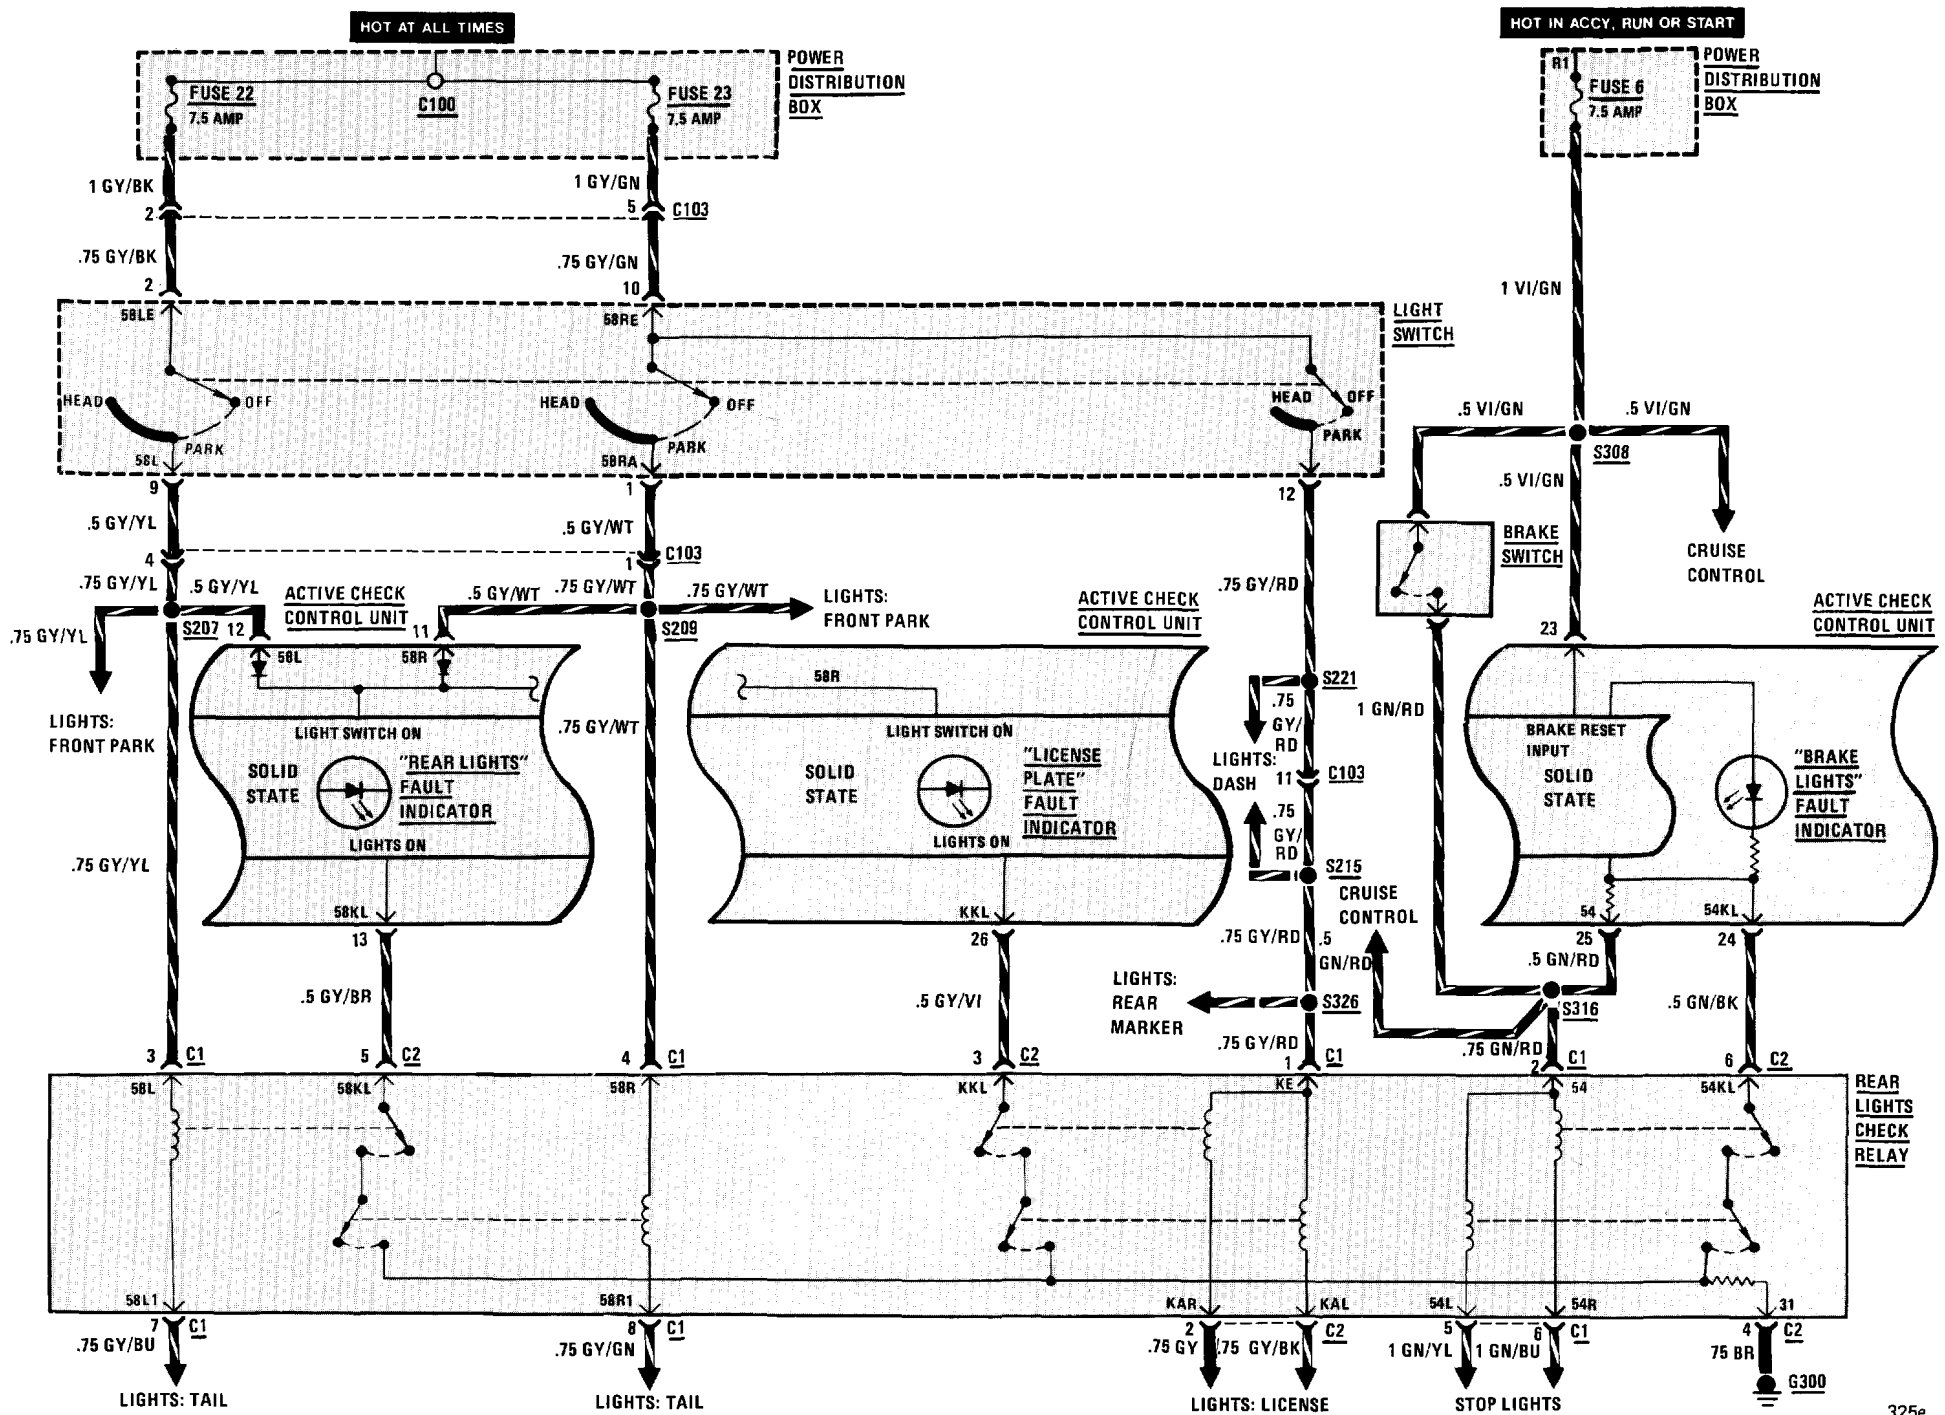 HOT AT ALL TIMES
HOT IN ACCY, RUN OR START
POWER
DISTRIBUTION
BOX
FUSE 22
7.5 AMP
C100
FUSE 23
7.5 AMP
R1
FUSE 6
7.5 AMP
POWER
DISTRIBUTION
BOX
1 GY/BK
1 GY/GN
2
5
C103
.75 GY/BK
.75 GY/GN
2
10
1 VI/GN
58LE
58RE
LIGHT
SWITCH
HEAD
OFF
PARK
HEAD
OFF
PARK
HEAD
OFF
PARK
58L
58RA
.5 VI/GN
.5 VI/GN
S308
.5 VI/GN
9
1
12
.5 GY/YL
.5 GY/WT
4
1
C103
BRAKE
SWITCH
CRUISE
CONTROL
.75 GY/YL
.5 GY/YL
ACTIVE CHECK
CONTROL UNIT
.5 GY/WT
.75 GY/WT
.75 GY/WT
LIGHTS:
FRONT PARK
.75 GY/RD
ACTIVE CHECK
CONTROL UNIT
ACTIVE CHECK
CONTROL UNIT
.75 GY/YL
S207
12
11
S209
23
58L
58R
58R
LIGHTS:
FRONT PARK
.75 GY/WT
S221
.75
GY/
RD
1 GN/RD
LIGHT SWITCH ON
SOLID
STATE
"REAR LIGHTS"
FAULT
INDICATOR
LIGHTS ON
LIGHT SWITCH ON
SOLID
STATE
"LICENSE
PLATE"
FAULT
INDICATOR
LIGHTS ON
LIGHTS:
DASH
11
C103
.75
GY/
RD
BRAKE RESET
INPUT
SOLID
STATE
"BRAKE
LIGHTS"
FAULT
INDICATOR
.75 GY/YL
S215
CRUISE
CONTROL
58KL
KKL
54
54KL
13
26
25
24
.75 GY/RD
.5
GN/RD
.5 GN/RD
.5 GY/BR
.5 GY/VI
LIGHTS:
REAR
MARKER
S326
S316
.5 GN/BK
.75 GY/RD
.75 GN/RD
3
C1
5
C2
4
C1
3
C2
1
C1
2
C1
6
C2
58L
58KL
58R
KKL
KE
54
54KL
REAR
LIGHTS
CHECK
RELAY
58L1
58R1
KAR
KAL
54L
54R
31
7
C1
8
C1
2
C2
5
6
C1
4
C2
.75 GY/BU
.75 GY/GN
.75 GY
.75 GY/BK
1 GN/YL
1 GN/BU
75 BR
G300
LIGHTS: TAIL
LIGHTS: TAIL
LIGHTS: LICENSE
STOP LIGHTS
325e